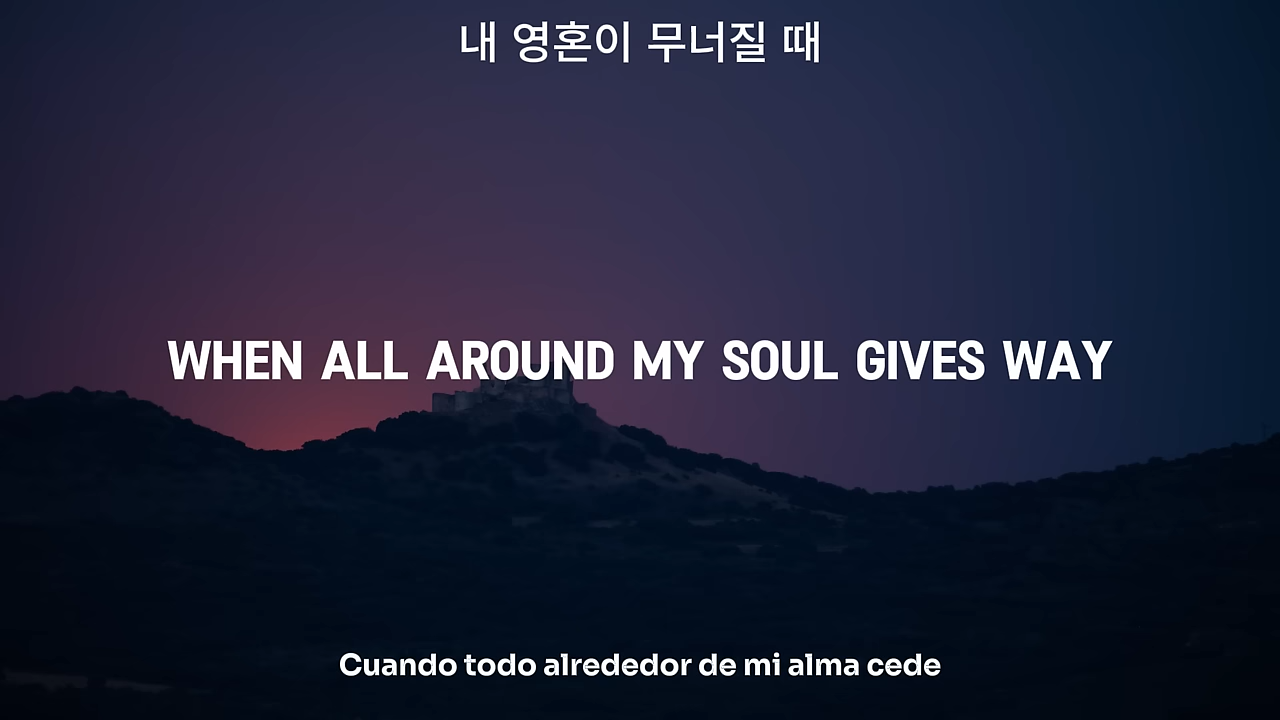 내 영혼이 무너질 때
WHEN ALL AROUND MY SOUL GIVES WAY
Cuando todo alrededor de mi alma cede